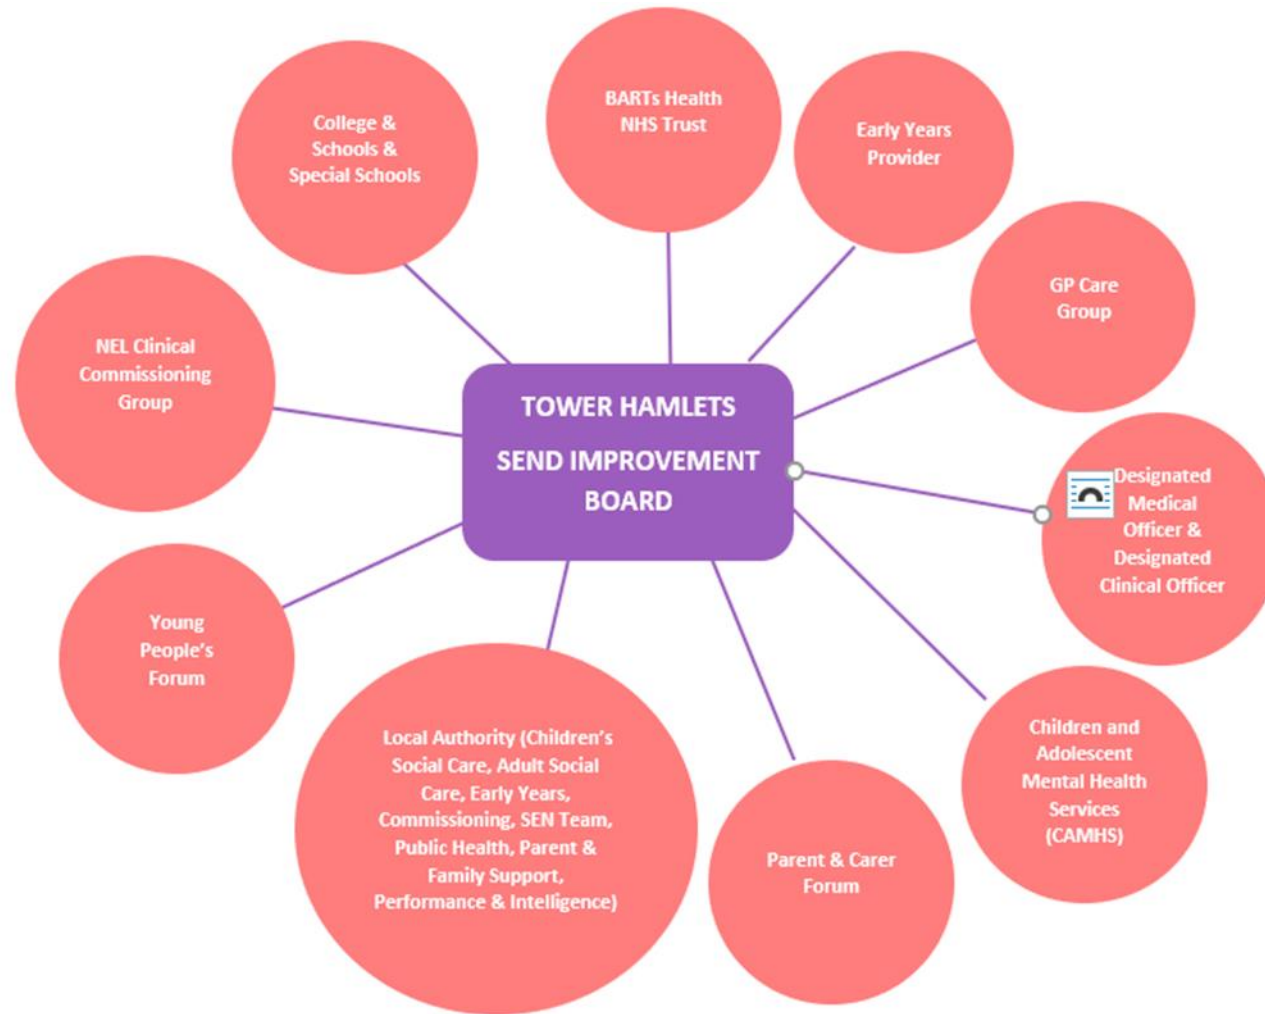 College &
Schools &
Special Schools
BARTs Health
NHS Trust
Early Years
Provider
GP Care
Group
NEL Clinical
Commissioning
Group
TOWER HAMLETS
SEND IMPROVEMENT
BOARD
Designated
Medical
Officer &
Designated
Clinical Officer
Young
People’s
Forum
Local Authority (Children’s
Social Care, Adult Social
Care, Early Years,
Commissioning, SEN Team,
Public Health, Parent &
Family Support,
Performance & Intelligence)
Parent & Carer
Forum
Children and
Adolescent
Mental Health
Services
(CAMHS)